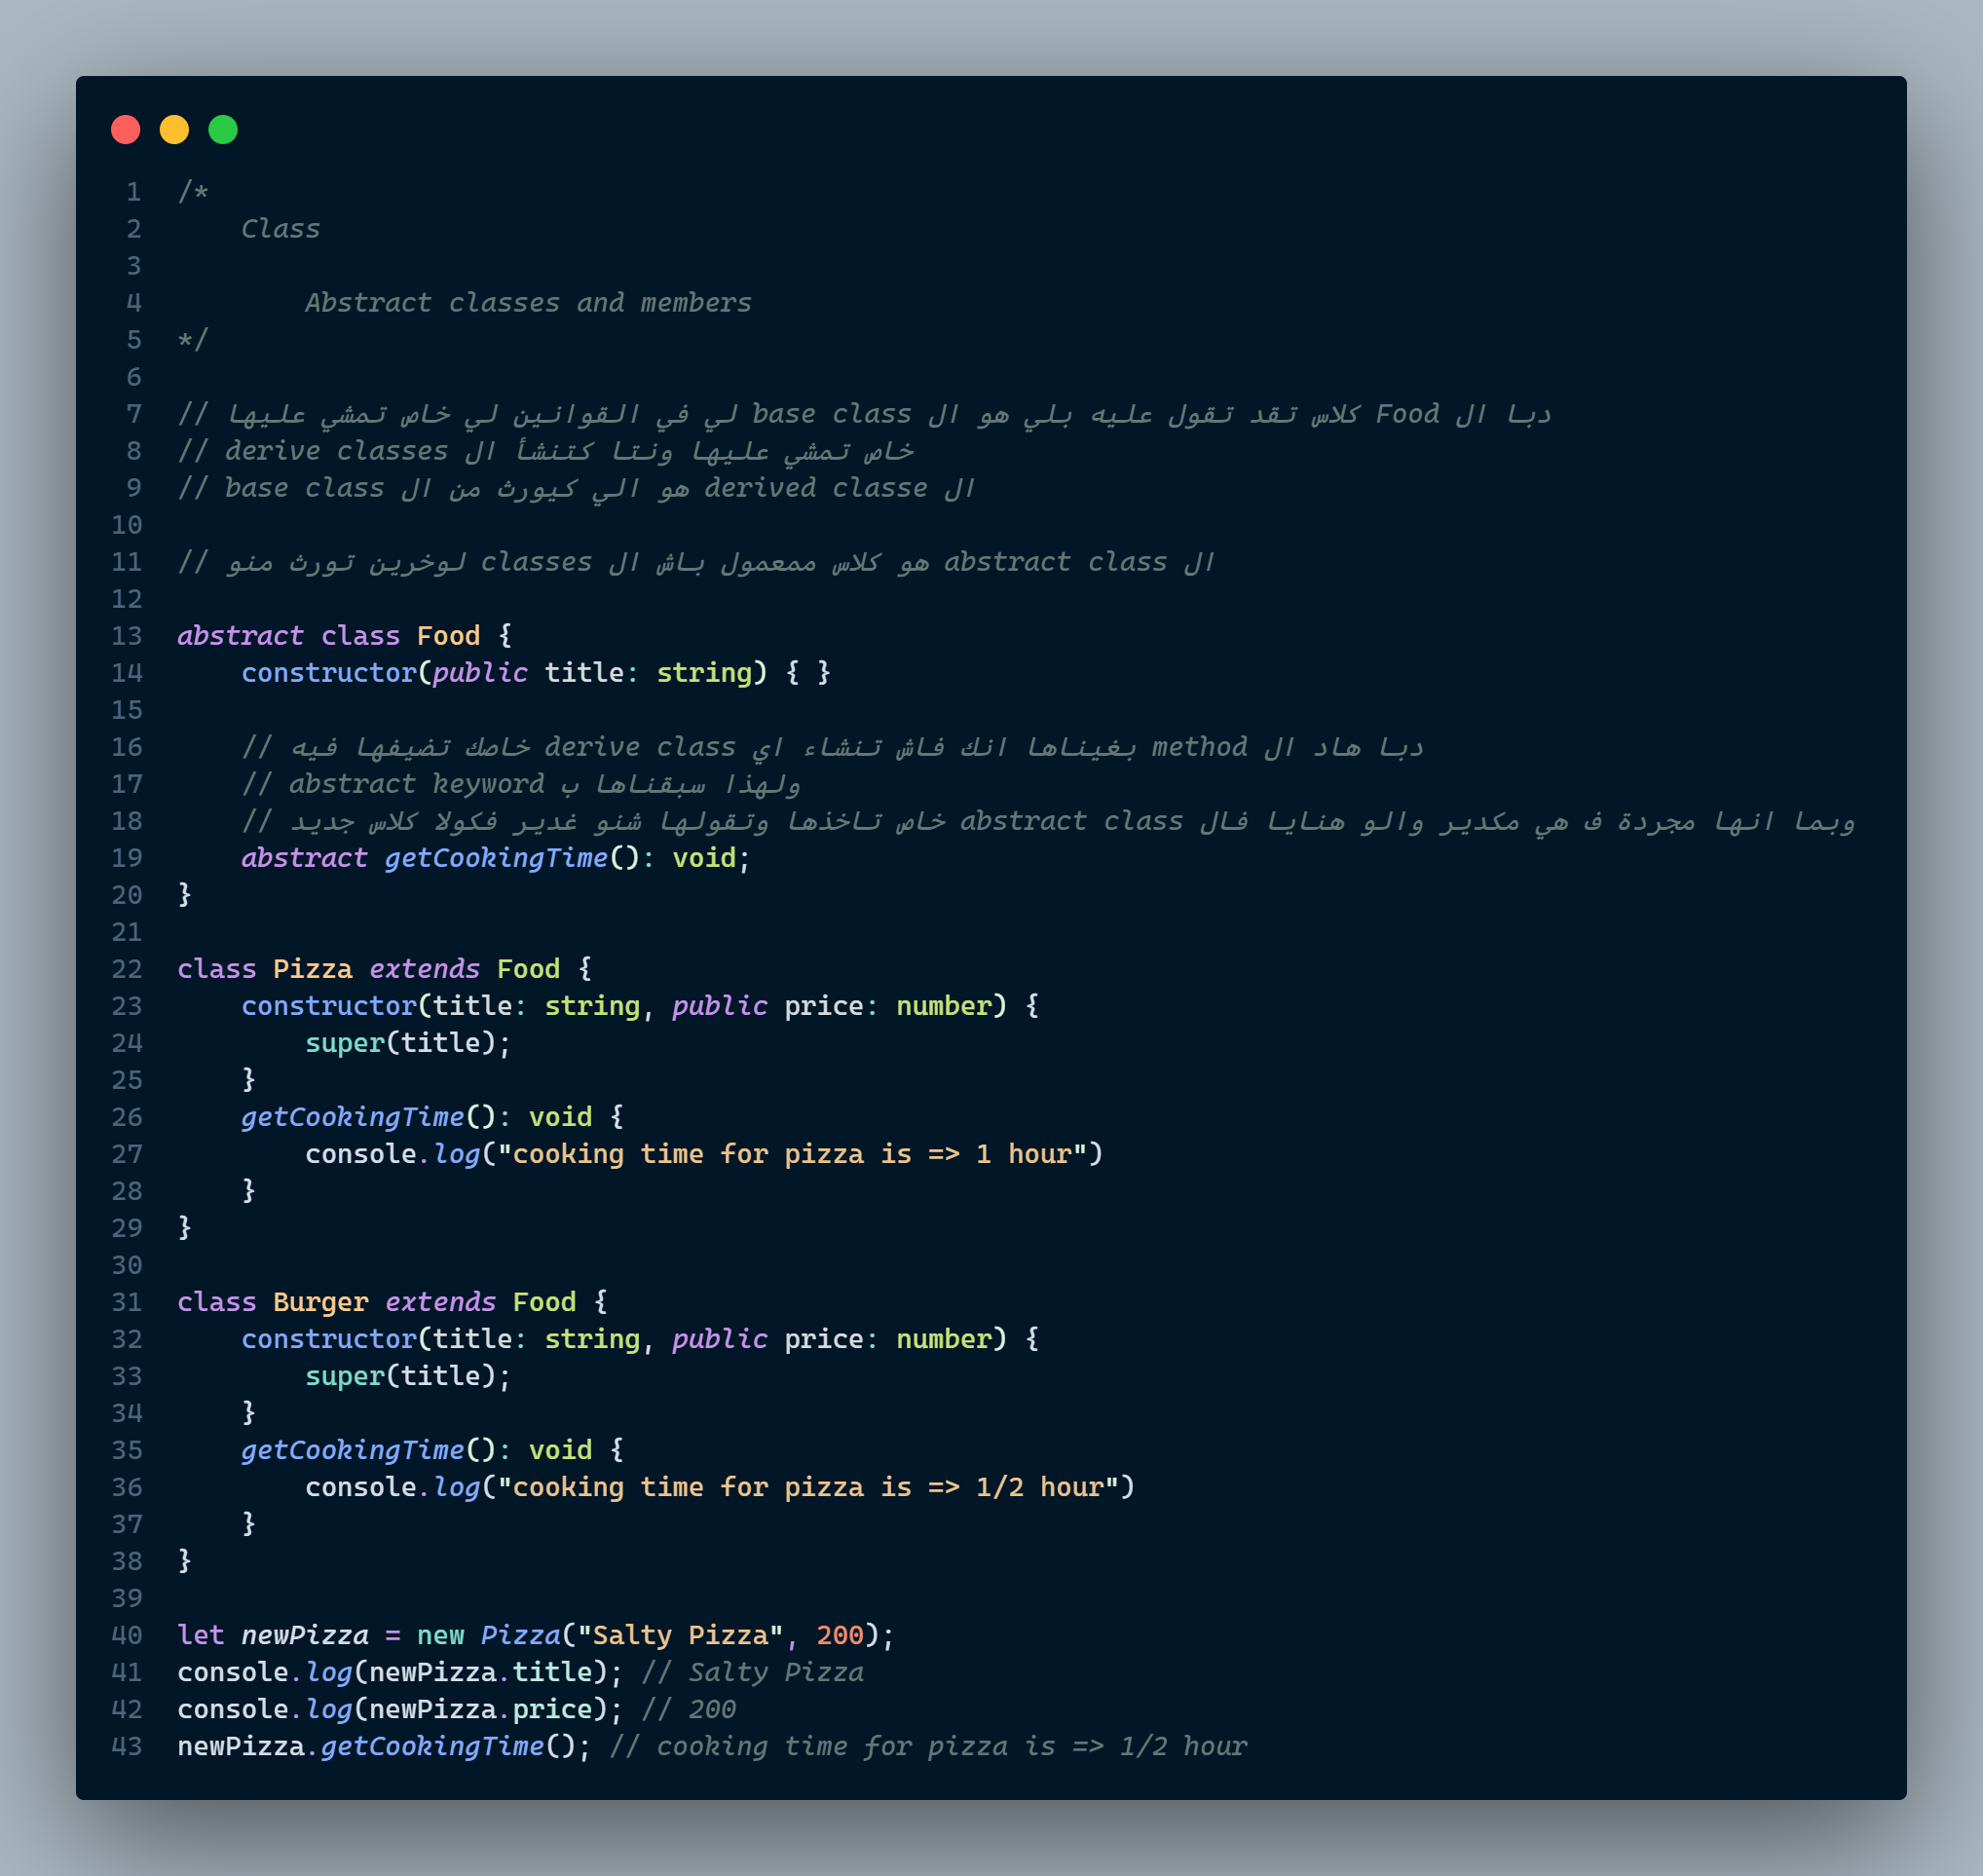 1 /*
2 Class
3
4 Abstract classes and members
5 */
6
7 // دبا ال Food كلاس تقد تقول عليه بلي هو ال base class لي في القوانين لي خاص تمشي عليها
8 // خاص تمشي عليها ونتا كتنشأ ال derive classes
9 // ال derived classe هو الي كيورث من ال base class
10
11 // ال abstract class هو كلاس ممعمول باش ال classes لوخرين تورث منو
12
13 abstract class Food {
14 constructor(public title: string) { }
15
16 // دبا هاد ال method بغيناها انك فاش تنشاء اي derive class خاصك تضيفها فيه
17 // ولهذا سبقناها ب abstract keyword
18 // وبما انها مجردة ف هي مكدير والو هنايا فال abstract class خاص تاخذها وتقولها شنو غدير فكولا كلاس جديد
19 abstract getCookingTime(): void;
20 }
21
22 class Pizza extends Food {
23 constructor(title: string, public price: number) {
24 super(title);
25 }
26 getCookingTime(): void {
27 console.log("cooking time for pizza is => 1 hour")
28 }
29 }
30
31 class Burger extends Food {
32 constructor(title: string, public price: number) {
33 super(title);
34 }
35 getCookingTime(): void {
36 console.log("cooking time for pizza is => 1/2 hour")
37 }
38 }
39
40 let newPizza = new Pizza("Salty Pizza", 200);
41 console.log(newPizza.title); // Salty Pizza
42 console.log(newPizza.price); // 200
43 newPizza.getCookingTime(); // cooking time for pizza is => 1/2 hour